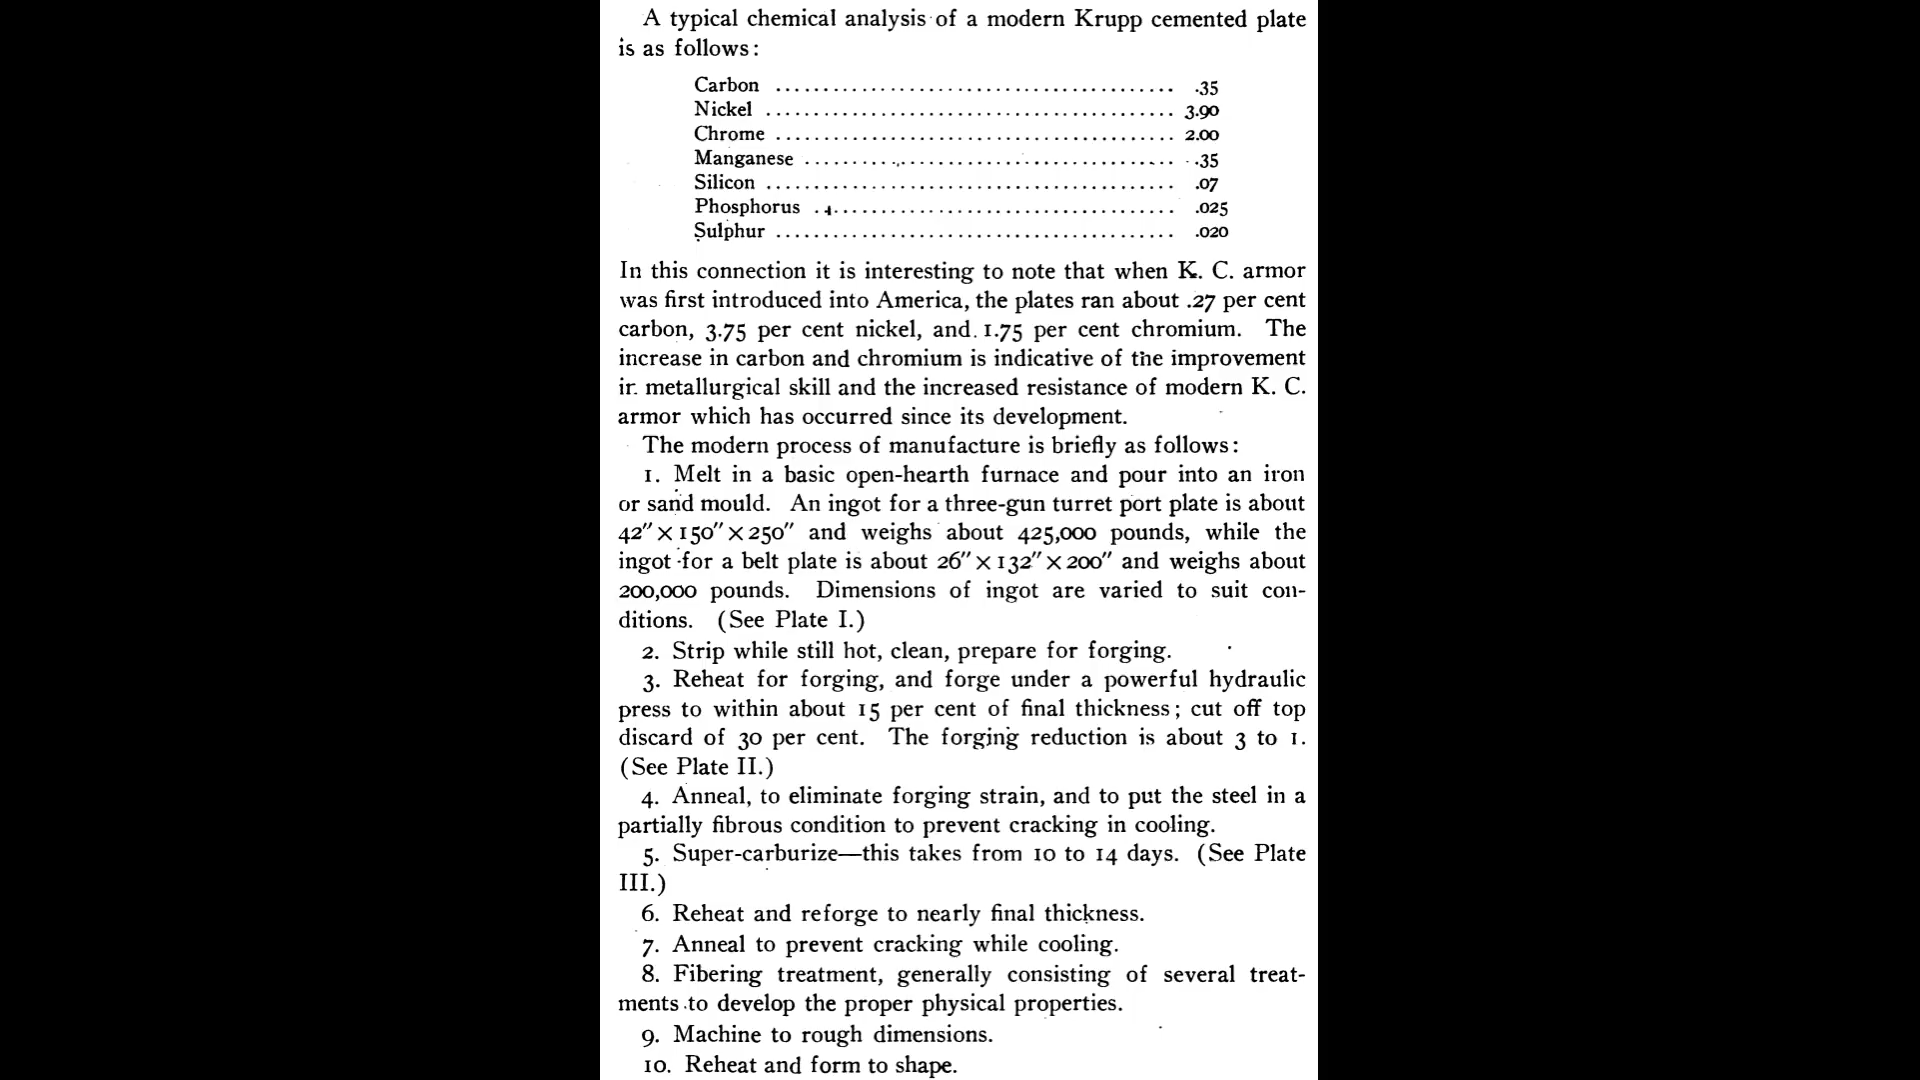 A typical chemical analysis of a modern Krupp cemented plate
is as follows:
Carbon .......................................... .35
Nickel ........................................... 3.90
Chrome .......................................... 2.00
Manganese ....................................... .35
Silicon ........................................... .07
Phosphorus ...................................... .025
Sulphur .......................................... .020
In this connection it is interesting to note that when K. C. armor
was first introduced into America, the plates ran about .27 per cent
carbon, 3.75 per cent nickel, and 1.75 per cent chromium. The
increase in carbon and chromium is indicative of the improvement
in metallurgical skill and the increased resistance of modern K. C.
armor which has occurred since its development.
The modern process of manufacture is briefly as follows:
1. Melt in a basic open-hearth furnace and pour into an iron
or sand mould. An ingot for a three-gun turret port plate is about
42″×150″×250″ and weighs about 425,000 pounds, while the
ingot for a belt plate is about 26″×132″×200″ and weighs about
200,000 pounds. Dimensions of ingot are varied to suit con-
ditions. (See Plate I.)
2. Strip while still hot, clean, prepare for forging.
3. Reheat for forging, and forge under a powerful hydraulic
press to within about 15 per cent of final thickness; cut off top
discard of 30 per cent. The forging reduction is about 3 to 1.
(See Plate II.)
4. Anneal, to eliminate forging strain, and to put the steel in a
partially fibrous condition to prevent cracking in cooling.
5. Super-carburize—this takes from 10 to 14 days. (See Plate
III.)
6. Reheat and reforge to nearly final thickness.
7. Anneal to prevent cracking while cooling.
8. Fibering treatment, generally consisting of several treat-
ments to develop the proper physical properties.
9. Machine to rough dimensions.
10. Reheat and form to shape.